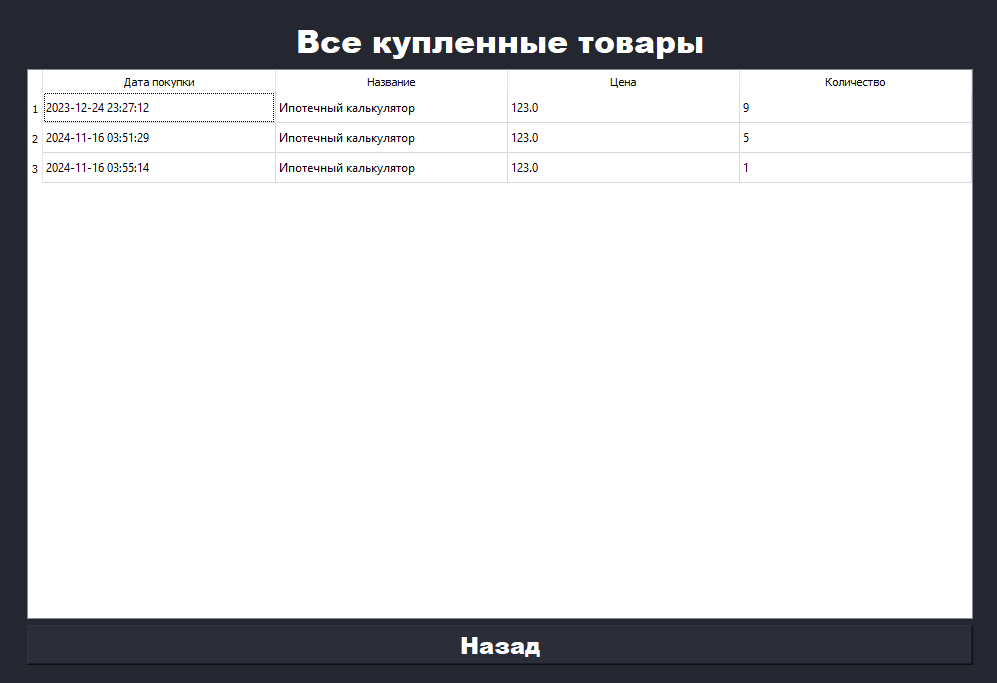 Все купленные товары
Дата покупки Название Цена Количество
1 2023-12-24 23:27:12 Ипотечный калькулятор 123.0 9
2 2024-11-16 03:51:29 Ипотечный калькулятор 123.0 5
3 2024-11-16 03:55:14 Ипотечный калькулятор 123.0 1
Назад